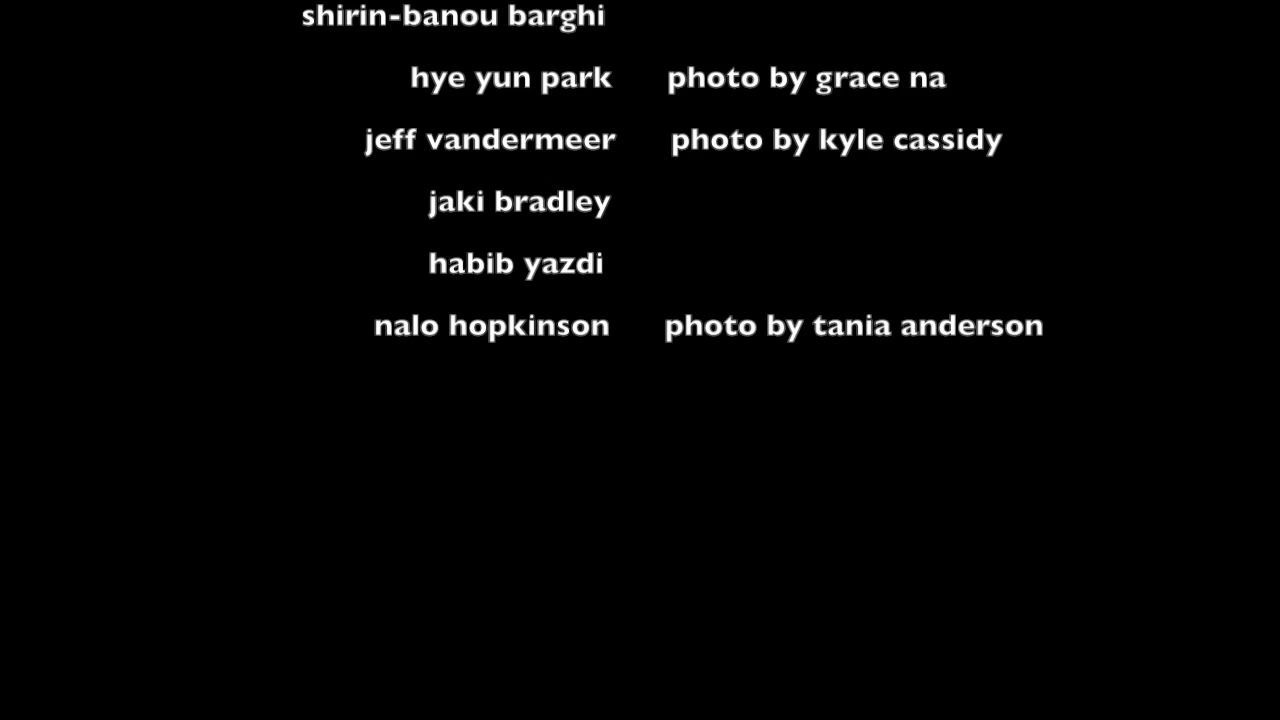 shirin-banou barghi
hye yun park photo by grace na
jeff vandermeer photo by kyle cassidy
jaki bradley
habib yazdi
nalo hopkinson photo by tania anderson